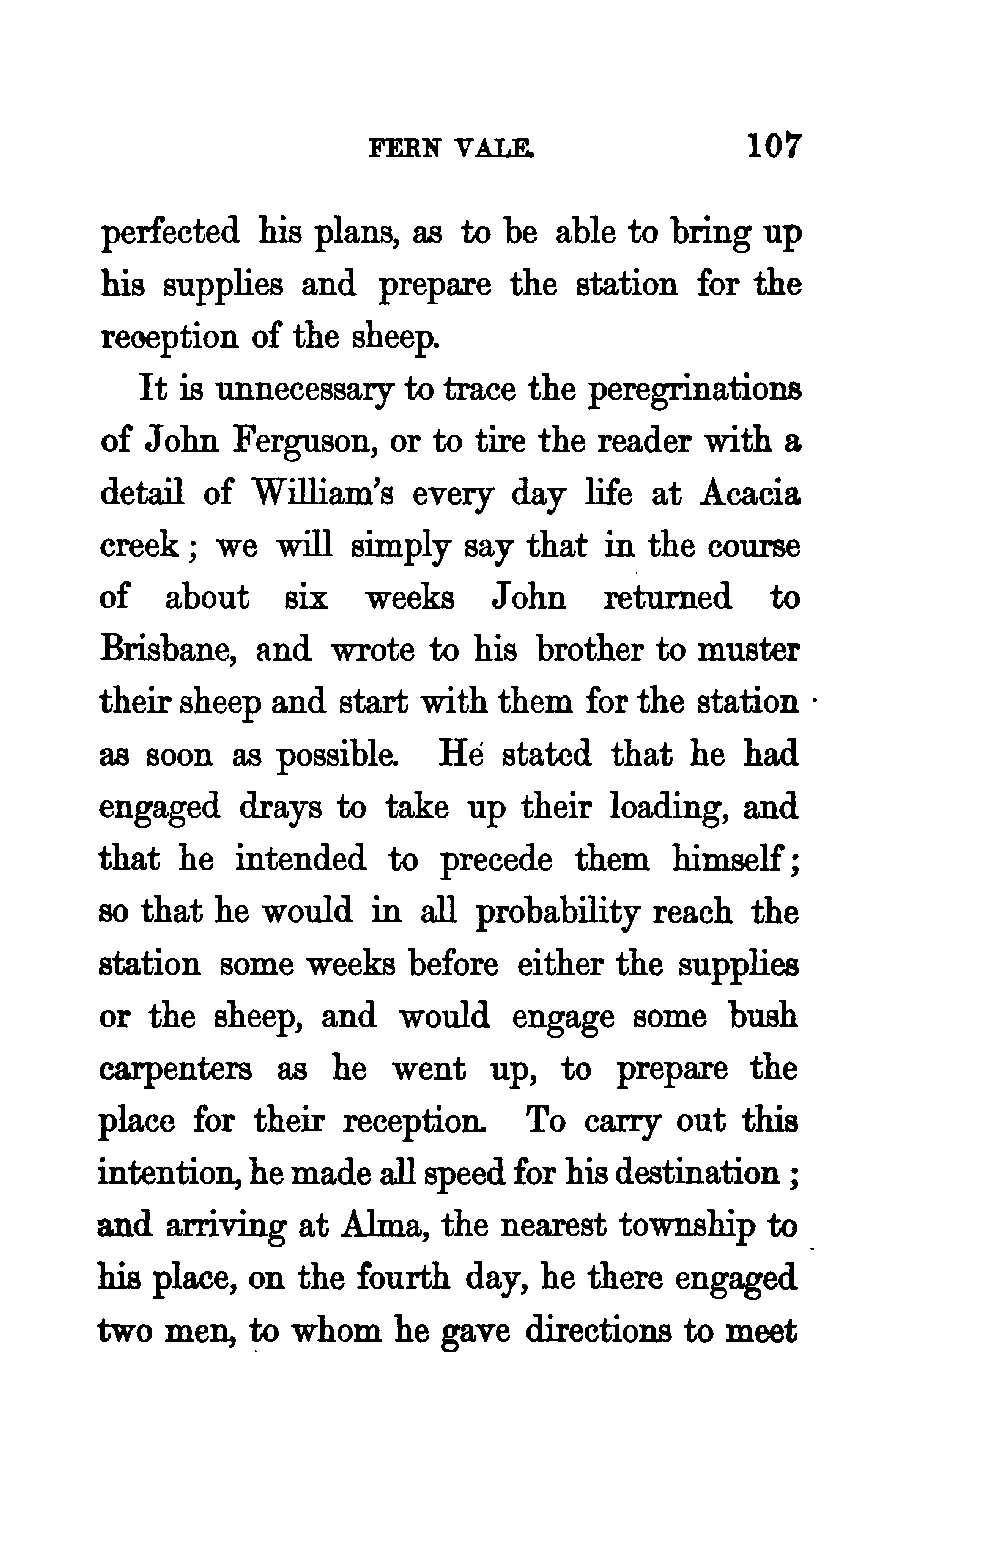 FERN VALE. 107
perfected his plans, as to be able to bring up
his supplies and prepare the station for the
reception of the sheep.
It is unnecessary to trace the peregrinations
of John Ferguson, or to tire the reader with a
detail of William's every day life at Acacia
creek; we will simply say that in the course
of about six weeks John returned to
Brisbane, and wrote to his brother to muster
their sheep and start with them for the station
as soon as possible. He stated that he had
engaged drays to take up their loading, and
that he intended to precede them himself;
so that he would in all probability reach the
station some weeks before either the supplies
or the sheep, and would engage some bush
carpenters as he went up, to prepare the
place for their reception. To carry out this
intention, he made all speed for his destination;
and arriving at Alma, the nearest township to
his place, on the fourth day, he there engaged
two men, to whom he gave directions to meet